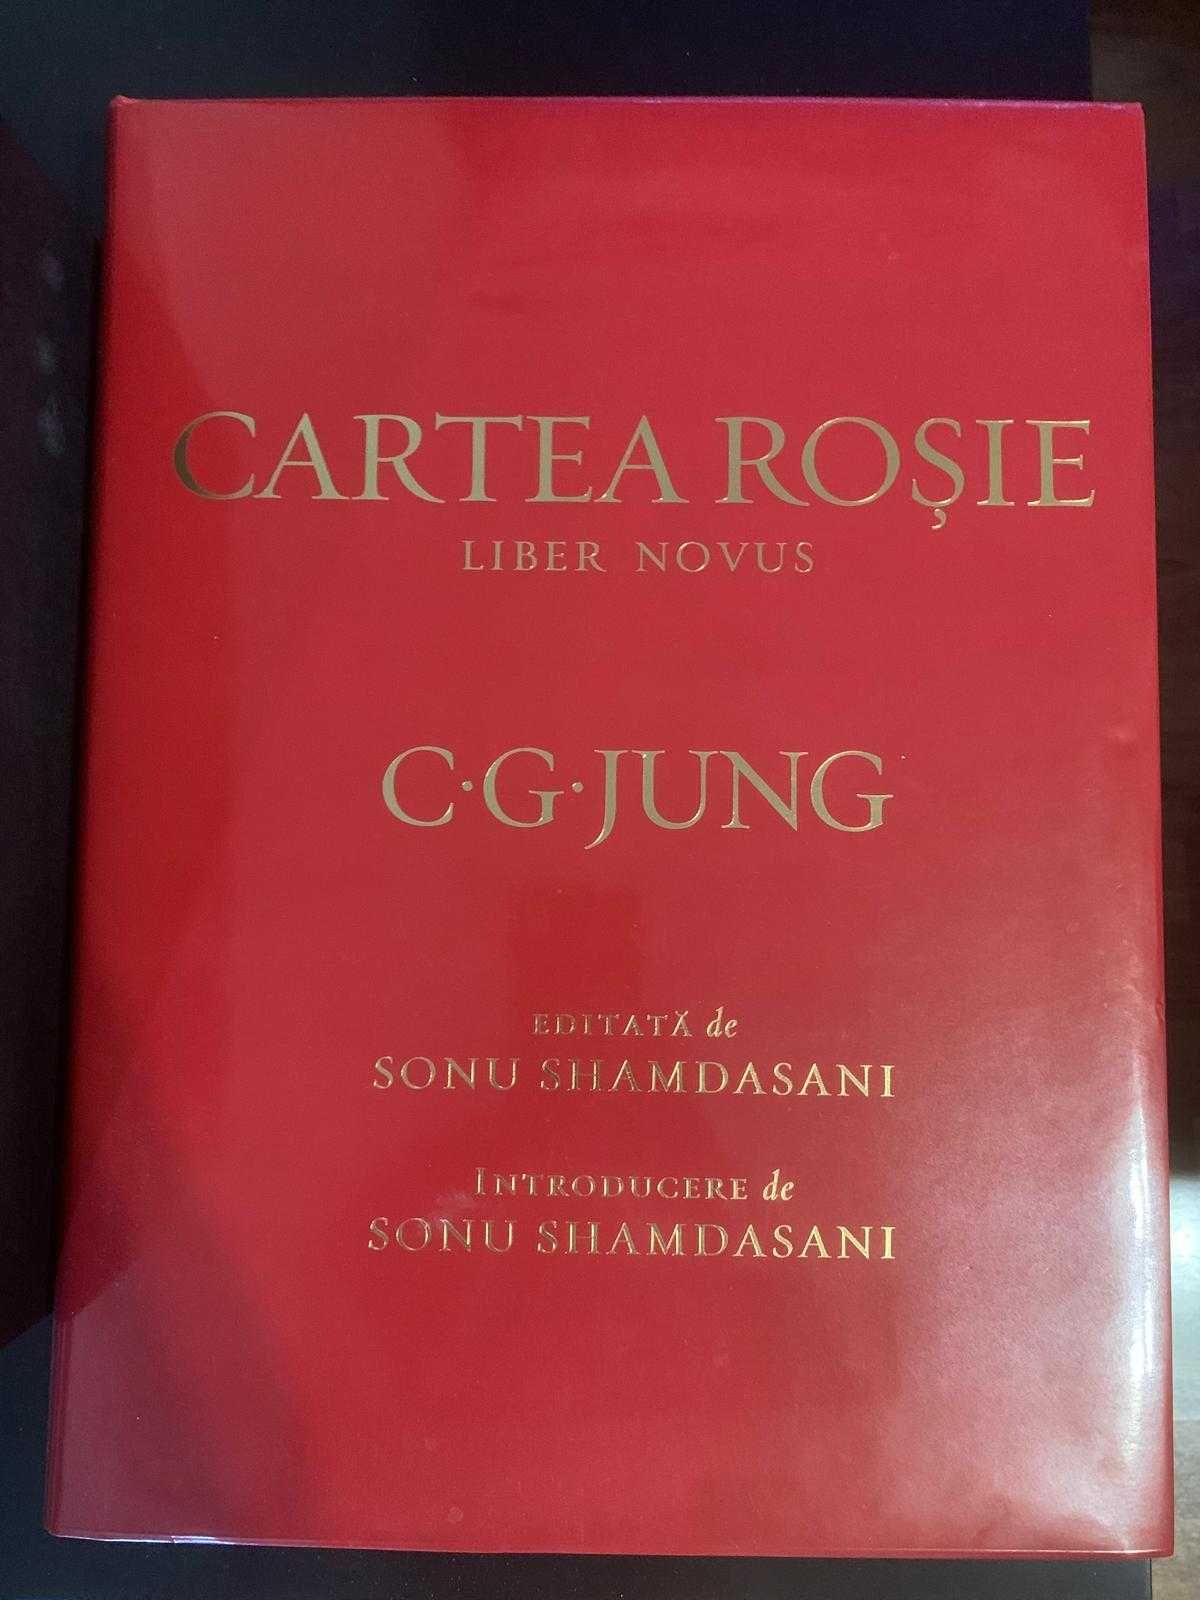 CARTEA ROȘIE
LIBER NOVUS
C·G·JUNG
EDITATĂ de
SONU SHAMDASANI
INTRODUCERE de
SONU SHAMDASANI